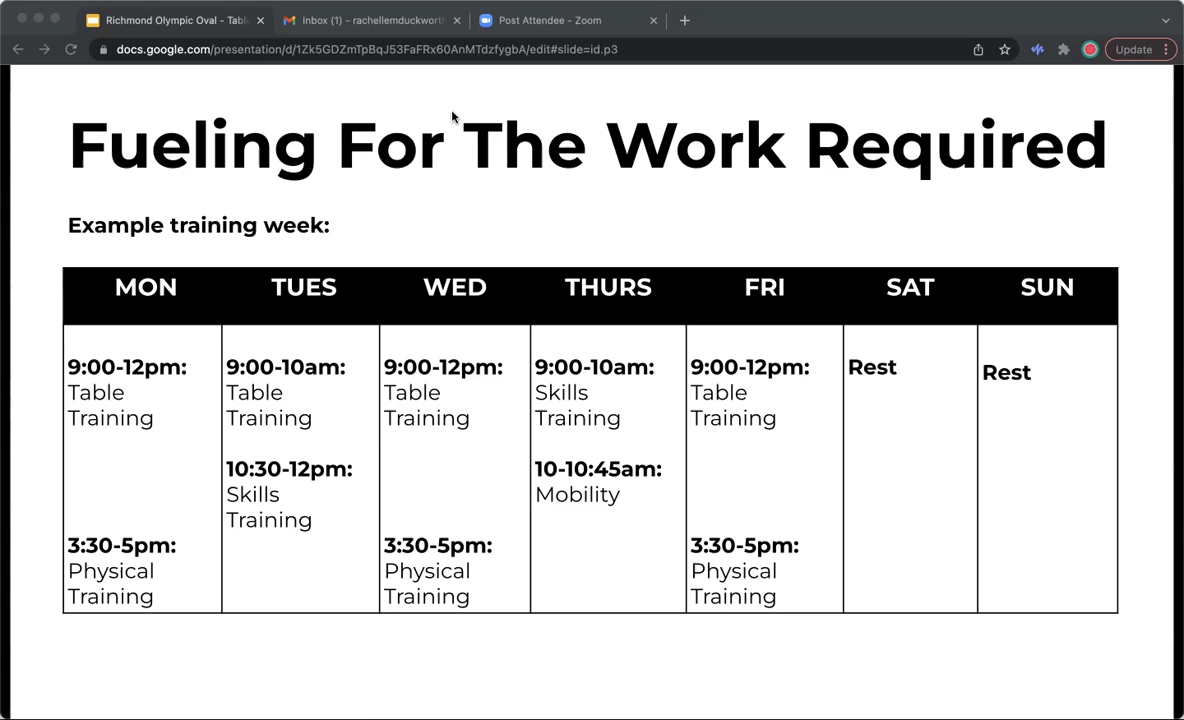 Richmond Olympic Oval - Table
Inbox (1) - rachellemduckworth
Post Attendee - Zoom
docs.google.com/presentation/d/1Zk5GDZmTpBqJ53FaFRx60AnMTdzfygbA/edit#slide=id.p3
Update
Fueling For The Work Required
Example training week:
MON TUES WED THURS FRI SAT SUN
9:00-12pm:
Table
Training
3:30-5pm:
Physical
Training
9:00-10am:
Table
Training
10:30-12pm:
Skills
Training
9:00-12pm:
Table
Training
3:30-5pm:
Physical
Training
9:00-10am:
Skills
Training
10-10:45am:
Mobility
9:00-12pm:
Table
Training
3:30-5pm:
Physical
Training
Rest
Rest